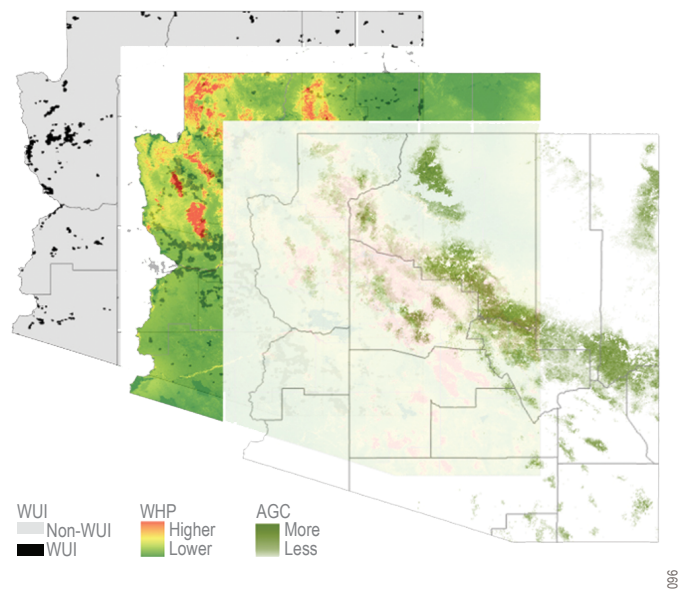 WUI
Non-WUI
WUI
WHP
Higher
Lower
AGC
More
Less
096